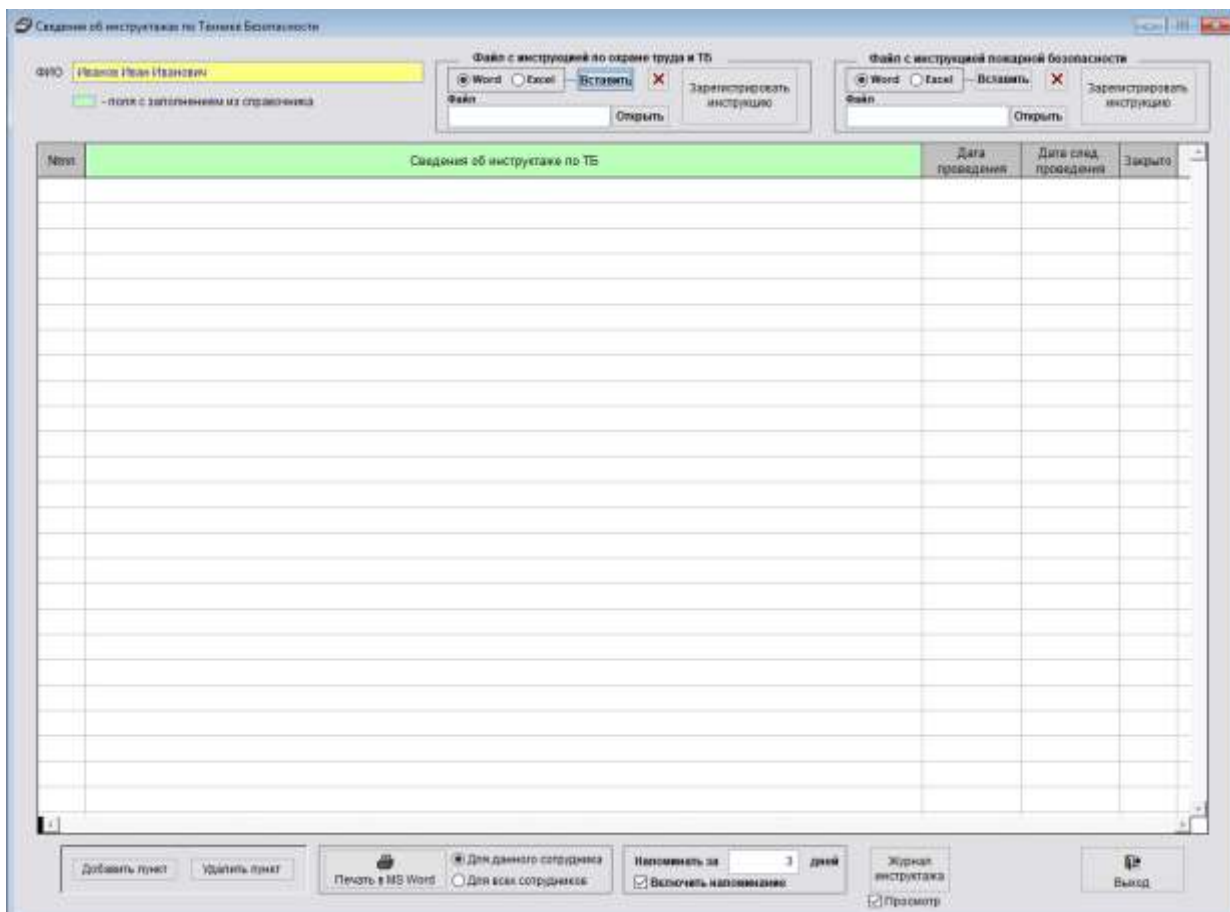 Сведения об инструктажах по Технике Безопасности
ФИО Иванов Иван Иванович
- поля с заполнением из справочника
Файл с инструкцией по охране труда и ТБ
Word Excel Вставить
Файл
Открыть
Зарегистрировать
инструкцию
Файл с инструкцией пожарной безопасности
Word Excel Вставить
Файл
Открыть
Зарегистрировать
инструкцию
№пп Сведения об инструктаже по ТБ Дата проведения Дата след. проведения Закрыто
Добавить пункт Удалить пункт
Печать в MS Word
Для данного сотрудника
Для всех сотрудников
Напоминать за 3 дней
Включить напоминание
Журнал
инструктажа
Просмотр
Выход